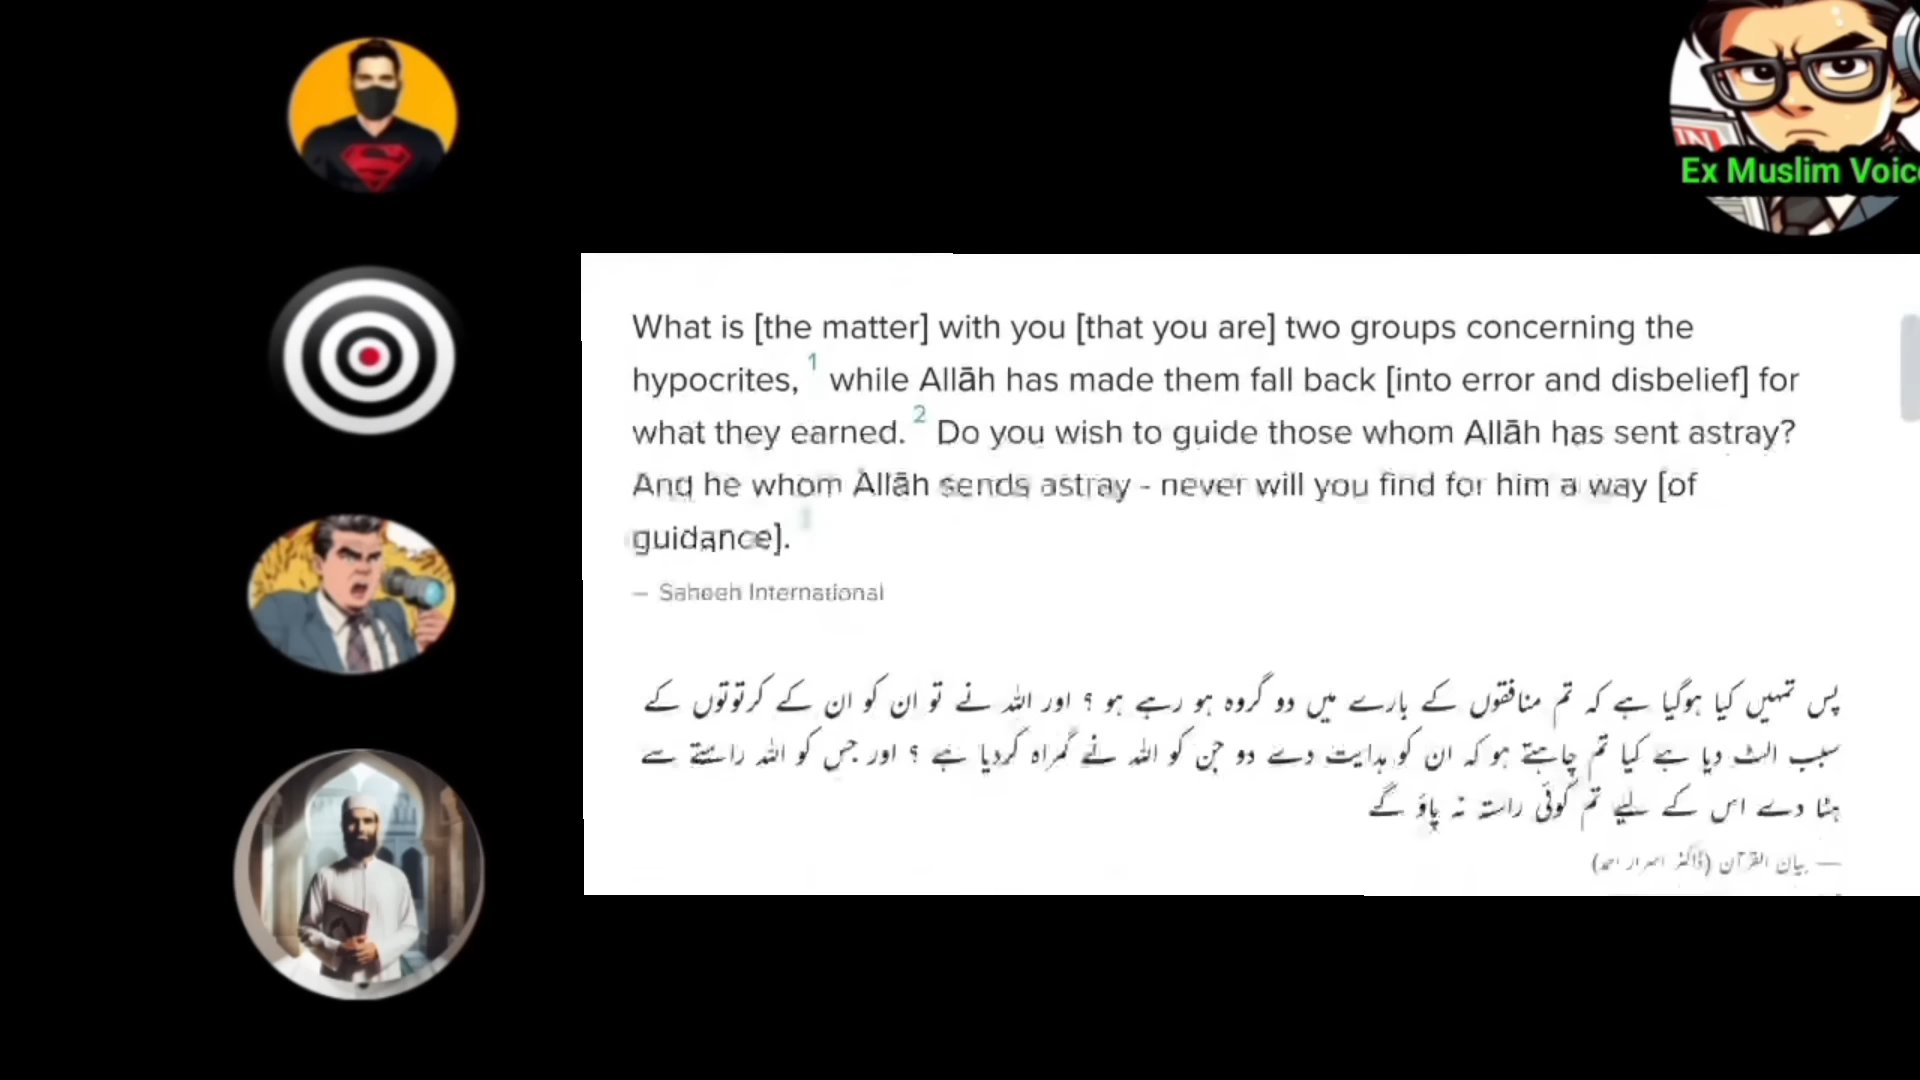 Ex Muslim Voice
What is [the matter] with you [that you are] two groups concerning the
hypocrites, 1 while Allāh has made them fall back [into error and disbelief] for
what they earned. 2 Do you wish to guide those whom Allāh has sent astray?
And he whom Allāh sends astray - never will you find for him a way [of
guidance].
— Saheeh International
پس تمہیں کیا ہوگیا ہے کہ تم منافقوں کے بارے میں دو گروہ ہو رہے ہو ؟ اور اللہ نے تو ان کو ان کے کرتوتوں کے
سبب الٹ دیا ہے کیا تم چاہتے ہو کہ ان کو ہدایت دے دو جن کو اللہ نے گمراہ کردیا ہے ؟ اور جس کو اللہ راستے سے
ہٹا دے اس کے لیے تم کوئی راستہ نہ پاؤ گے
— بیان القرآن (ڈاکٹر اسرار احمد)